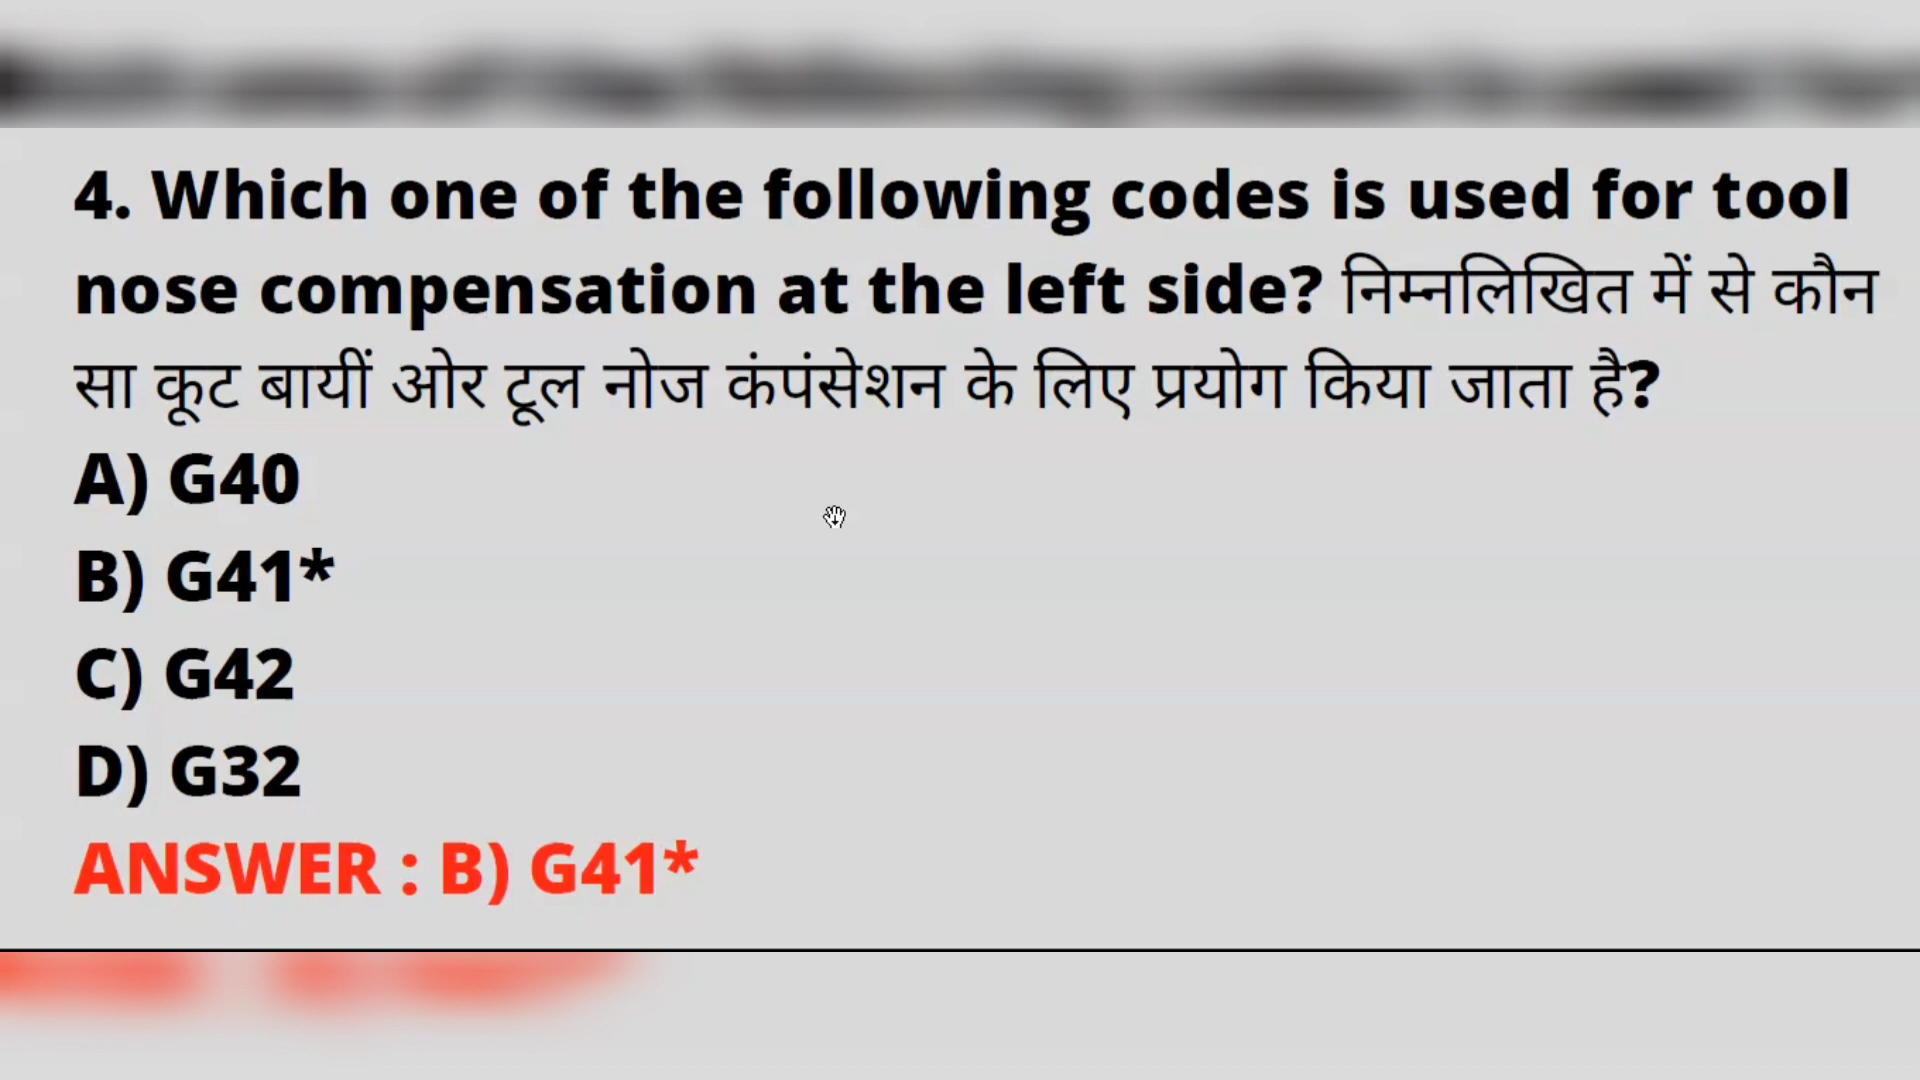 4. Which one of the following codes is used for tool
nose compensation at the left side? निम्नलिखित में से कौन
सा कूट बायीं ओर टूल नोज कंपंसेशन के लिए प्रयोग किया जाता है?
A) G40
B) G41*
C) G42
D) G32
ANSWER : B) G41*